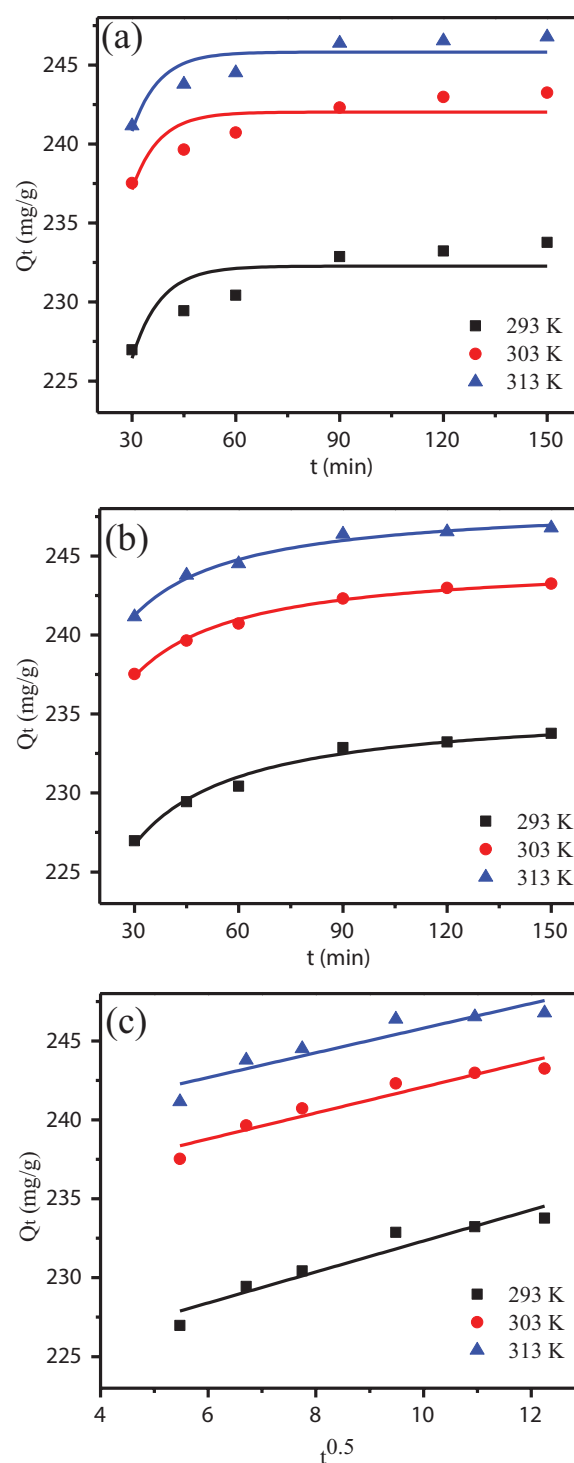 (a)
245
240
235
230
225
Qt (mg/g)
293 K
303 K
313 K
30 60 90 120 150
t (min)
(b)
245
240
235
230
225
Qt (mg/g)
293 K
303 K
313 K
30 60 90 120 150
t (min)
(c)
245
240
235
230
225
Qt (mg/g)
293 K
303 K
313 K
4 6 8 10 12
t^0.5